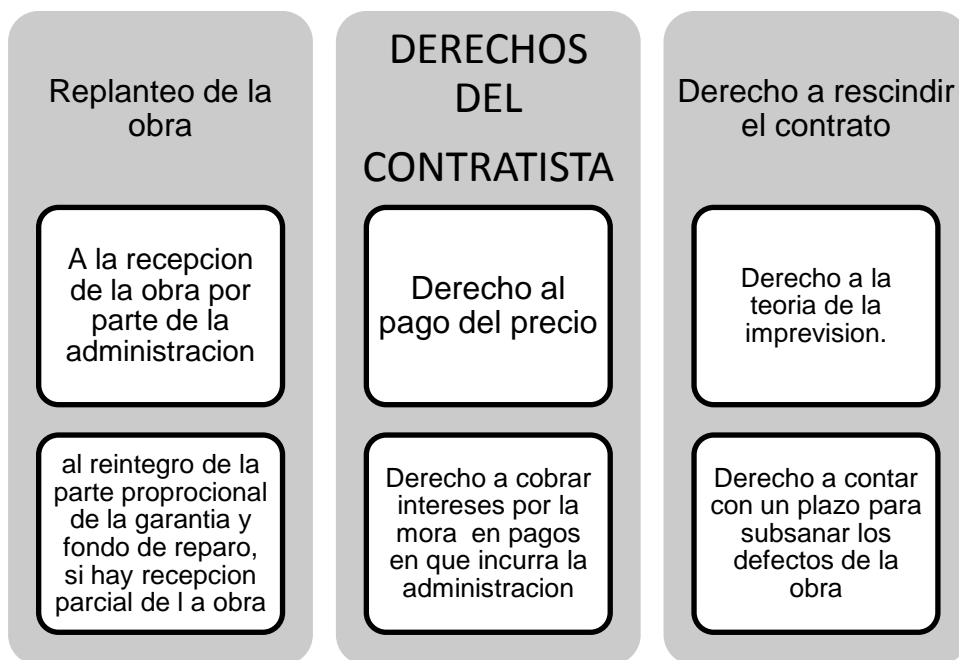 Replanteo de la
obra
A la recepcion
de la obra por
parte de la
administracion
al reintegro de la
parte proprocional
de la garantia y
fondo de reparo,
si hay recepcion
parcial de l a obra
DERECHOS
DEL
CONTRATISTA
Derecho al
pago del precio
Derecho a cobrar
intereses por la
mora en pagos
en que incurra la
administracion
Derecho a rescindir
el contrato
Derecho a la
teoria de la
imprevision.
Derecho a contar
con un plazo para
subsanar los
defectos de la
obra